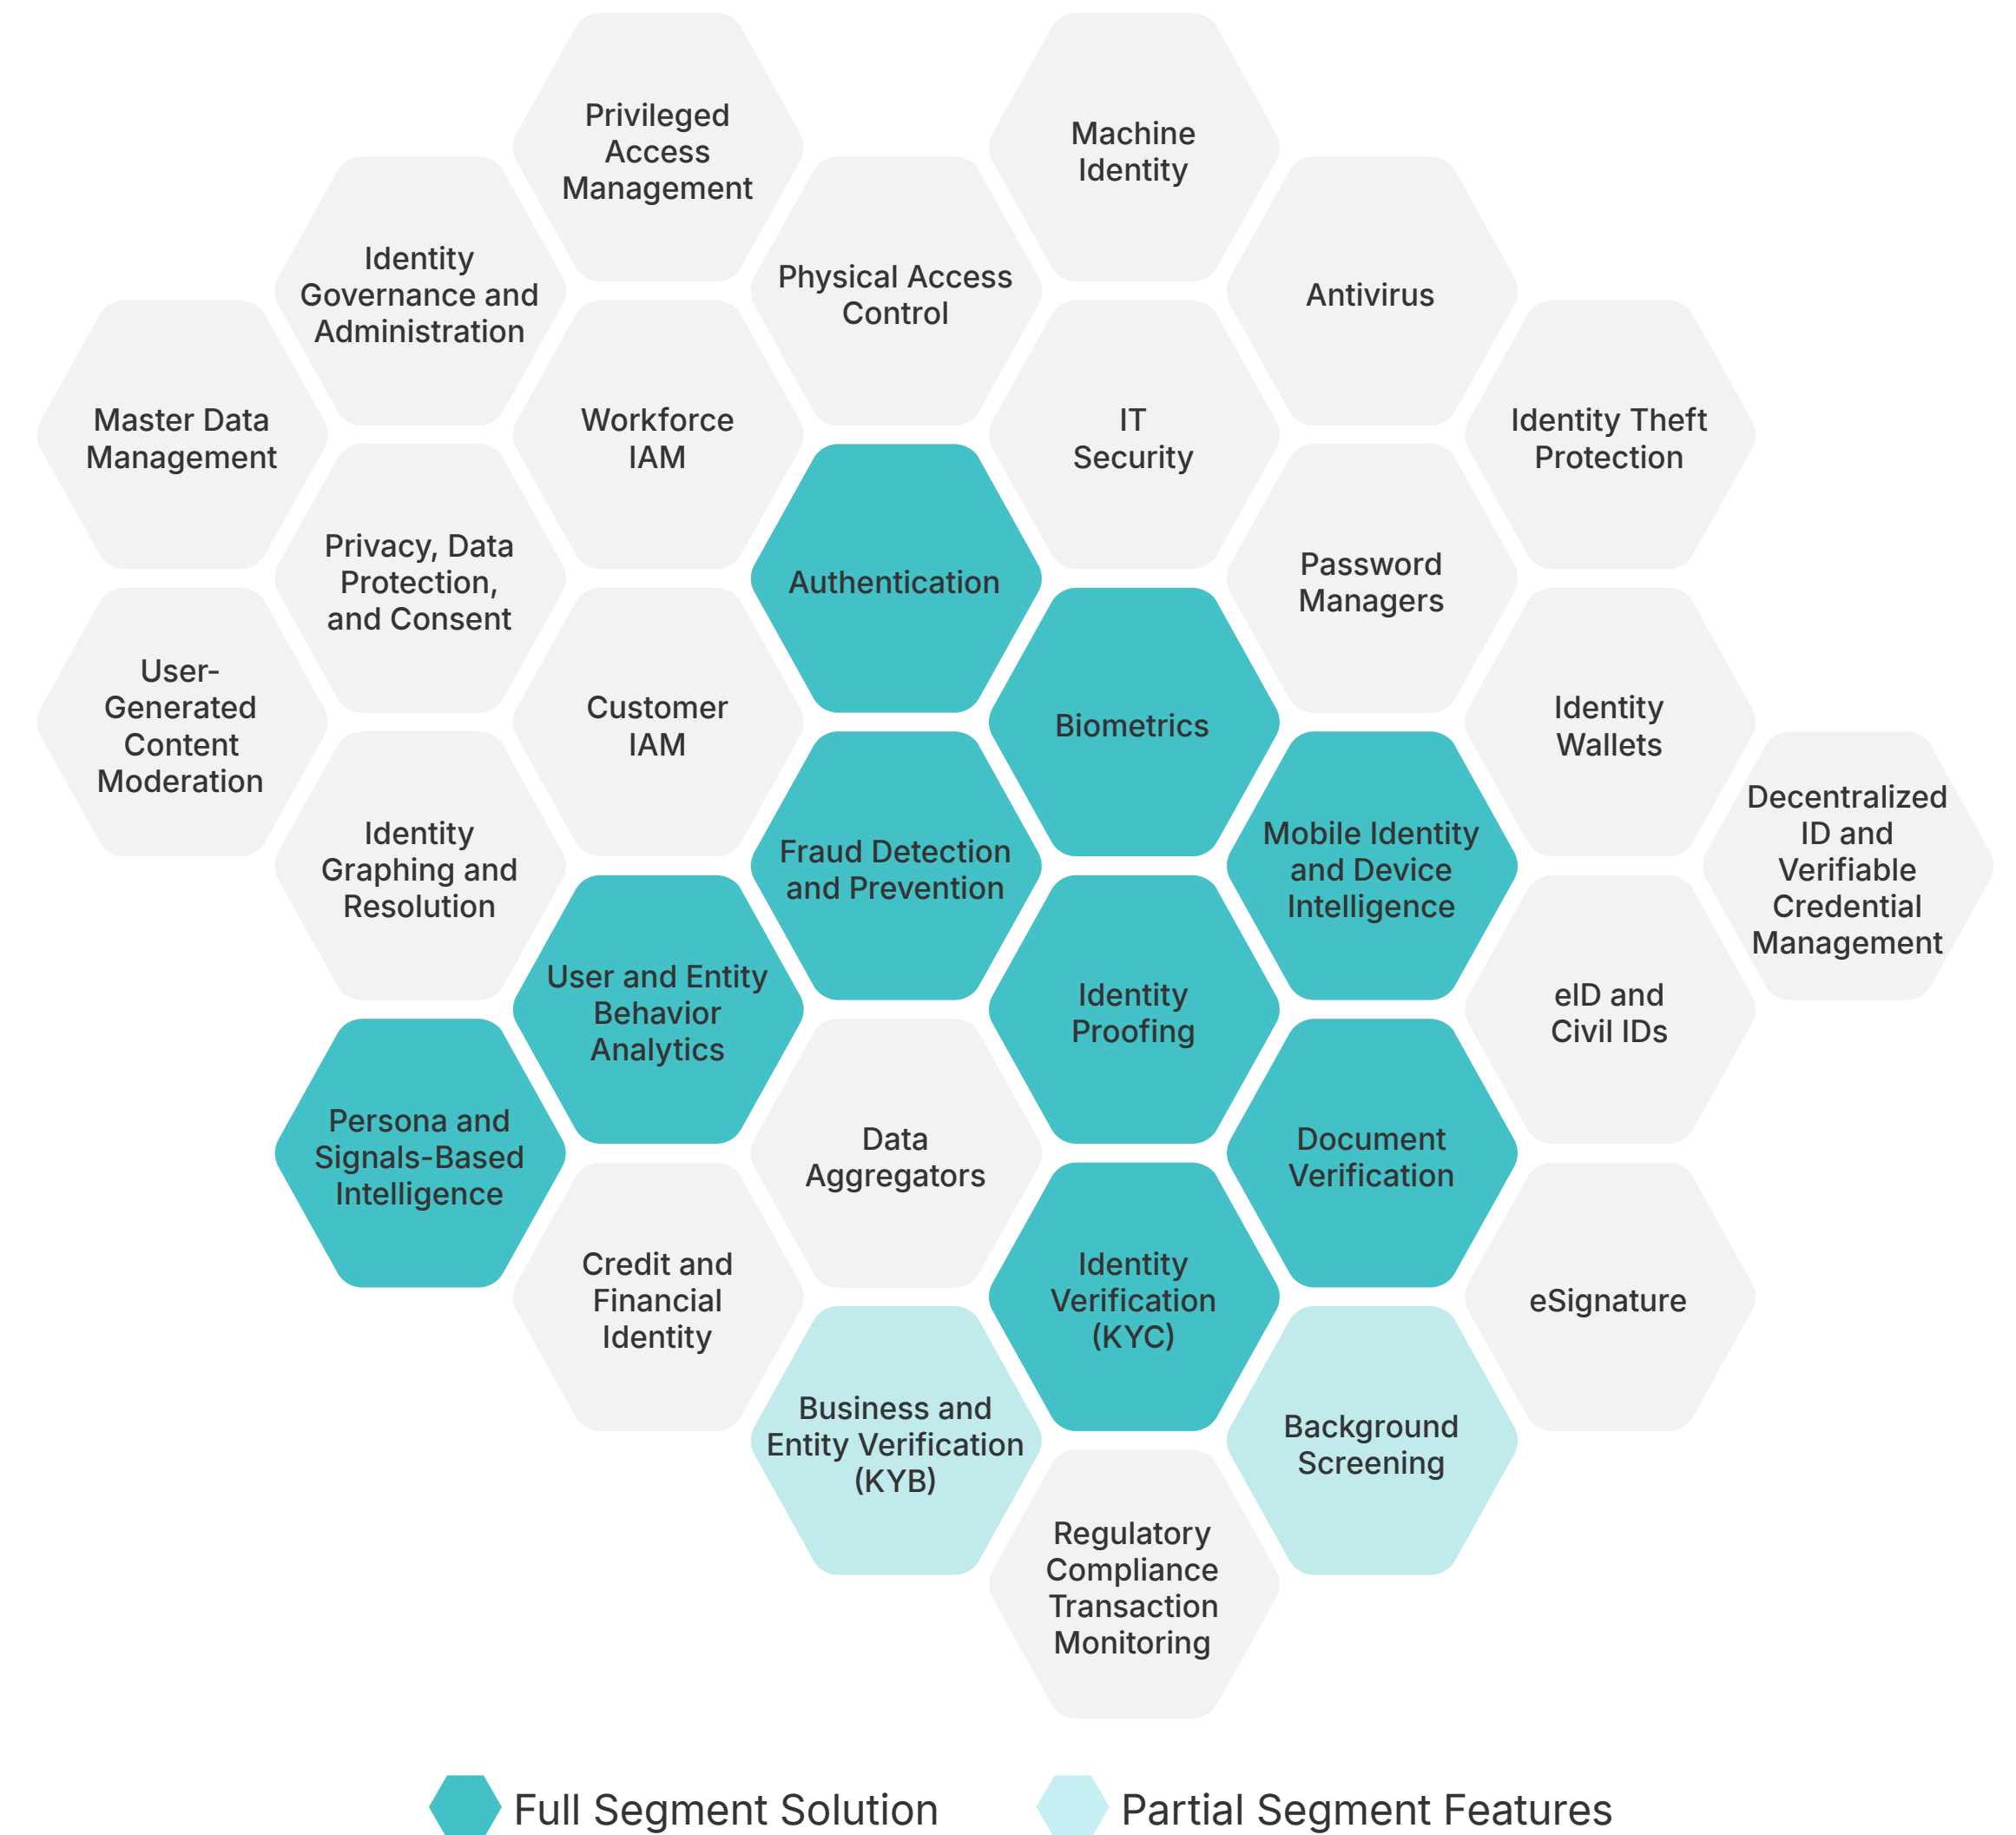 Privileged
Access
Management
Machine
Identity
Identity
Governance and
Administration
Physical Access
Control
Antivirus
Master Data
Management
Workforce
IAM
IT
Security
Identity Theft
Protection
Privacy, Data
Protection,
and Consent
Authentication
Password
Managers
User-
Generated
Content
Moderation
Customer
IAM
Biometrics
Identity
Wallets
Identity
Graphing and
Resolution
Fraud Detection
and Prevention
Mobile Identity
and Device
Intelligence
Decentralized
ID and
Verifiable
Credential
Management
User and Entity
Behavior
Analytics
Identity
Proofing
eID and
Civil IDs
Persona and
Signals-Based
Intelligence
Data
Aggregators
Document
Verification
Credit and
Financial
Identity
Identity
Verification
(KYC)
eSignature
Business and
Entity Verification
(KYB)
Background
Screening
Regulatory
Compliance
Transaction
Monitoring
Full Segment Solution
Partial Segment Features